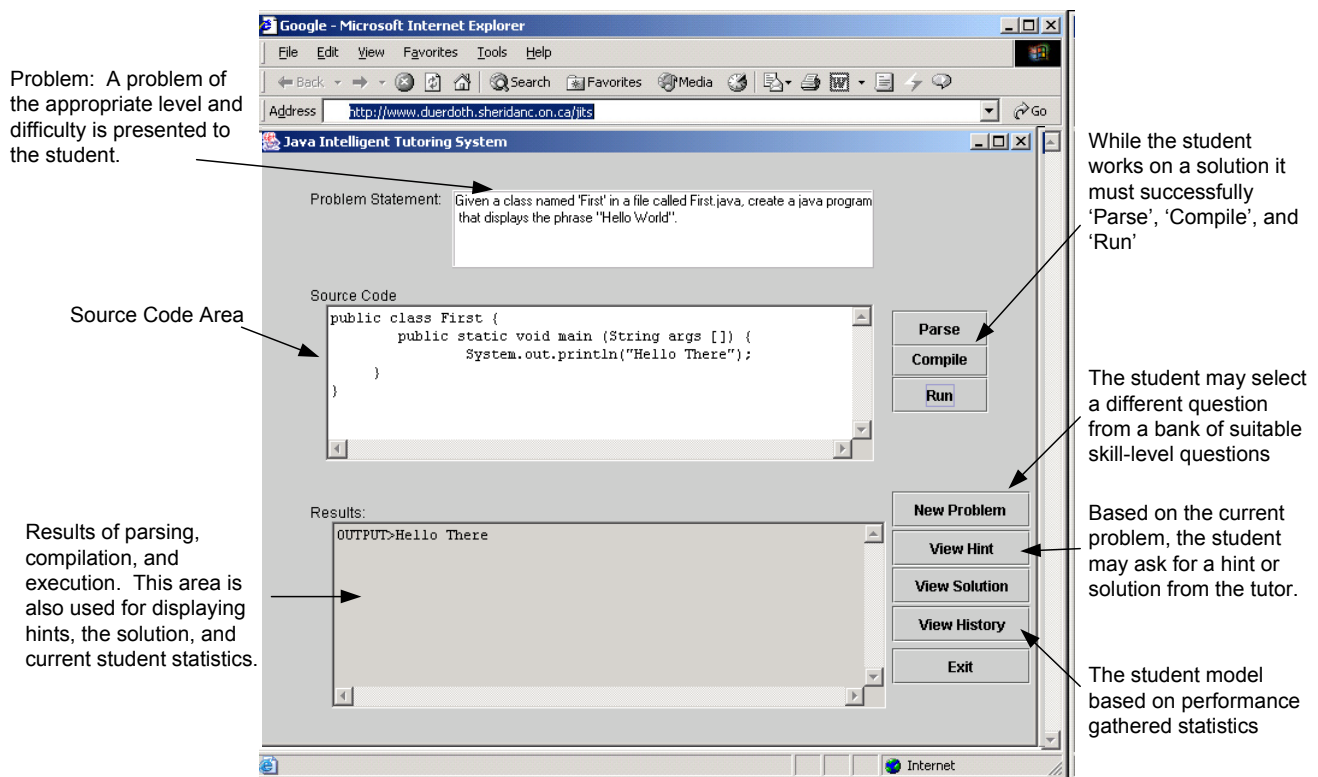 Google - Microsoft Internet Explorer
File Edit View Favorites Tools Help
Back Search Favorites Media
Address http://www.duerdoth.sheridanc.on.ca/jits Go
Java Intelligent Tutoring System
Problem: A problem of
the appropriate level and
difficulty is presented to
the student.
Problem Statement:
Given a class named 'First' in a file called First.java, create a java program
that displays the phrase "Hello World".
While the student
works on a solution it
must successfully
‘Parse’, ‘Compile’, and
‘Run’
Source Code Area
Source Code
public class First {
public static void main (String args []) {
System.out.println("Hello There");
}
}
Parse
Compile
Run
The student may select
a different question
from a bank of suitable
skill-level questions
Results of parsing,
compilation, and
execution. This area is
also used for displaying
hints, the solution, and
current student statistics.
Results:
OUTPUT>Hello There
New Problem
View Hint
View Solution
View History
Exit
Based on the current
problem, the student
may ask for a hint or
solution from the tutor.
The student model
based on performance
gathered statistics
Internet